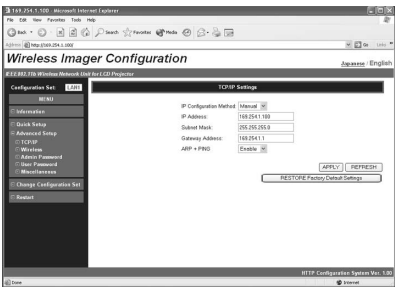 169.254.1.100 - Microsoft Internet Explorer
File Edit View Favorites Tools Help
Back Search Favorites Media
Address http://169.254.1.100/ Go Links
Wireless Imager Configuration
Japanese | English
IEEE802.11b Wireless Network Unit for LCD Projector
Configuration Set: LAN1
MENU
Information
Quick Setup
Advanced Setup
TCP/IP
Wireless
Admin Password
User Password
Miscellaneous
Change Configuration Set
Restart
TCP/IP Settings
IP Configuration Method Manual
IP Address: 169.254.1.100
Subnet Mask: 255.255.255.0
Gateway Address: 169.254.1.1
ARP + PING Enable
APPLY REFRESH
RESTORE Factory Default Settings
HTTP Configuration System Ver. 1.00
Done Internet